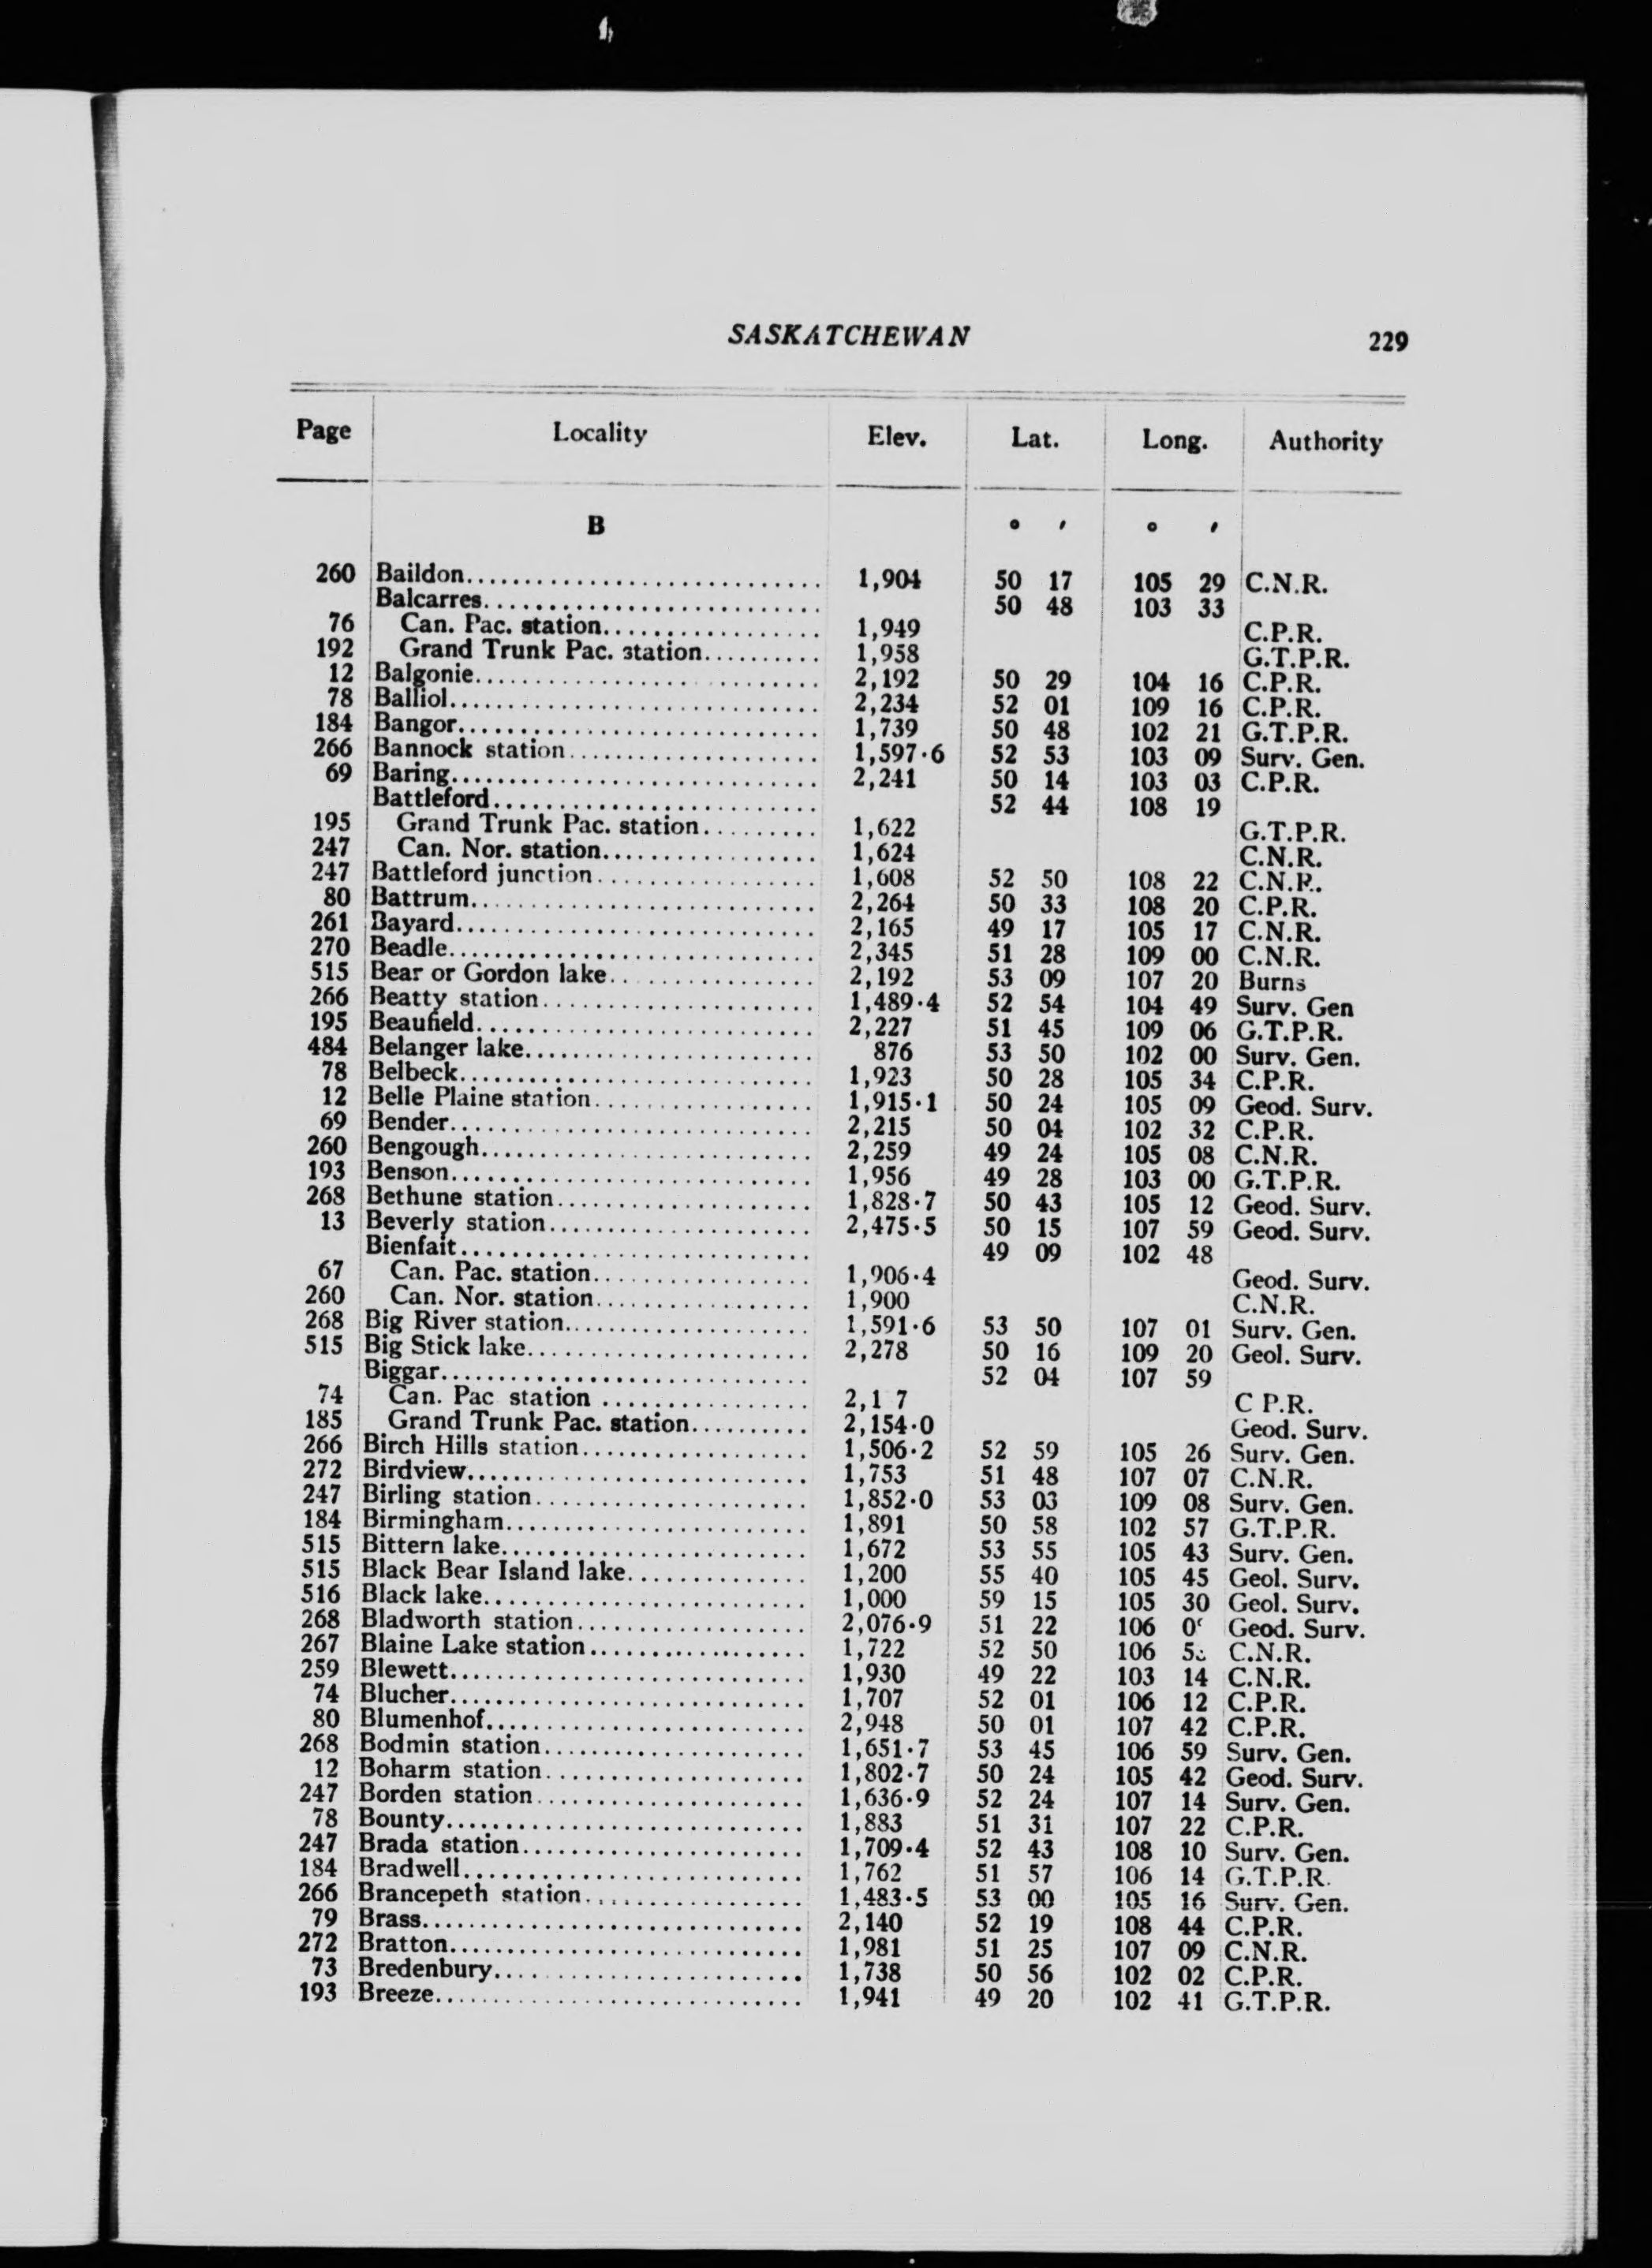 SASKATCHEWAN 229
Page Locality Elev. Lat. Long. Authority
B ° ′ ° ′
260 Baildon 1,904 50 17 105 29 C.N.R.
Balcarres 50 48 103 33
76 Can. Pac. station 1,949 C.P.R.
192 Grand Trunk Pac. station 1,958 G.T.P.R.
12 Balgonie 2,192 50 29 104 16 C.P.R.
78 Balliol 2,234 52 01 109 16 C.P.R.
184 Bangor 1,739 50 48 102 21 G.T.P.R.
266 Bannock station 1,597·6 52 53 103 09 Surv. Gen.
69 Baring 2,241 50 14 103 03 C.P.R.
Battleford 52 44 108 19
195 Grand Trunk Pac. station 1,622 G.T.P.R.
247 Can. Nor. station 1,624 C.N.R.
247 Battleford junction 1,608 52 50 108 22 C.N.R.
80 Battrum 2,264 50 33 108 20 C.P.R.
261 Bayard 2,165 49 17 105 17 C.N.R.
270 Beadle 2,345 51 28 109 00 C.N.R.
515 Bear or Gordon lake 2,192 53 09 107 20 Burns
266 Beatty station 1,489·4 52 54 104 49 Surv. Gen
195 Beaufield 2,227 51 45 109 06 G.T.P.R.
484 Belanger lake 876 53 50 102 00 Surv. Gen.
78 Belbeck 1,923 50 28 105 34 C.P.R.
12 Belle Plaine station 1,915·1 50 24 105 09 Geod. Surv.
69 Bender 2,215 50 04 102 32 C.P.R.
260 Bengough 2,259 49 24 105 08 C.N.R.
193 Benson 1,956 49 28 103 00 G.T.P.R.
268 Bethune station 1,828·7 50 43 105 12 Geod. Surv.
13 Beverly station 2,475·5 50 15 107 59 Geod. Surv.
Bienfait 49 09 102 48
67 Can. Pac. station 1,906·4 Geod. Surv.
260 Can. Nor. station 1,900 C.N.R.
268 Big River station 1,591·6 53 50 107 01 Surv. Gen.
515 Big Stick lake 2,278 50 16 109 20 Geol. Surv.
Biggar 52 04 107 59
74 Can. Pac station C P.R.
185 Grand Trunk Pac. station 2,154·0 Geod. Surv.
266 Birch Hills station 1,506·2 52 59 105 26 Surv. Gen.
272 Birdview 1,753 51 48 107 07 C.N.R.
247 Birling station 1,852·0 53 03 109 08 Surv. Gen.
184 Birmingham 1,891 50 58 102 57 G.T.P.R.
515 Bittern lake 1,672 53 55 105 43 Surv. Gen.
515 Black Bear Island lake 1,200 55 40 105 45 Geol. Surv.
516 Black lake 1,000 59 15 105 30 Geol. Surv.
268 Bladworth station 2,076·9 51 22 106 Geod. Surv.
267 Blaine Lake station 1,722 52 50 106 C.N.R.
259 Blewett 1,930 49 22 103 14 C.N.R.
74 Blucher 1,707 52 01 106 12 C.P.R.
80 Blumenhof 2,948 50 01 107 42 C.P.R.
268 Bodmin station 1,651·7 53 45 106 59 Surv. Gen.
12 Boharm station 1,802·7 50 24 105 42 Geod. Surv.
247 Borden station 1,636·9 52 24 107 14 Surv. Gen.
78 Bounty 1,883 51 31 107 22 C.P.R.
247 Brada station 1,709·4 52 43 108 10 Surv. Gen.
184 Bradwell 1,762 51 57 106 14 G.T.P.R.
266 Brancepeth station 1,483·5 53 00 105 16 Surv. Gen.
79 Brass 2,140 52 19 108 44 C.P.R.
272 Bratton 1,981 51 25 107 09 C.N.R.
73 Bredenbury 1,738 50 56 102 02 C.P.R.
193 Breeze 1,941 49 20 102 41 G.T.P.R.